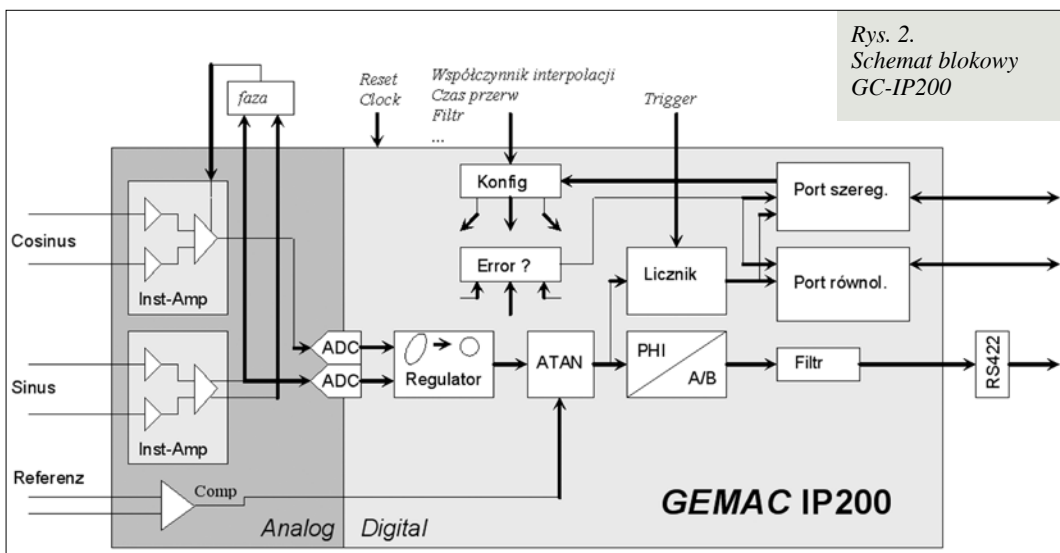 Rys. 2.
Schemat blokowy
GC-IP200
faza
Reset
Clock
Współczynnik interpolacji
Czas przerw
Filtr
...
Trigger
Konfig
Port szereg.
Cosinus
Inst-Amp
Error ?
Licznik
Port równol.
ADC
ADC
Regulator
ATAN
PHI
A/B
Filtr
RS422
Sinus
Inst-Amp
Referenz
Comp
Analog
Digital
GEMAC IP200